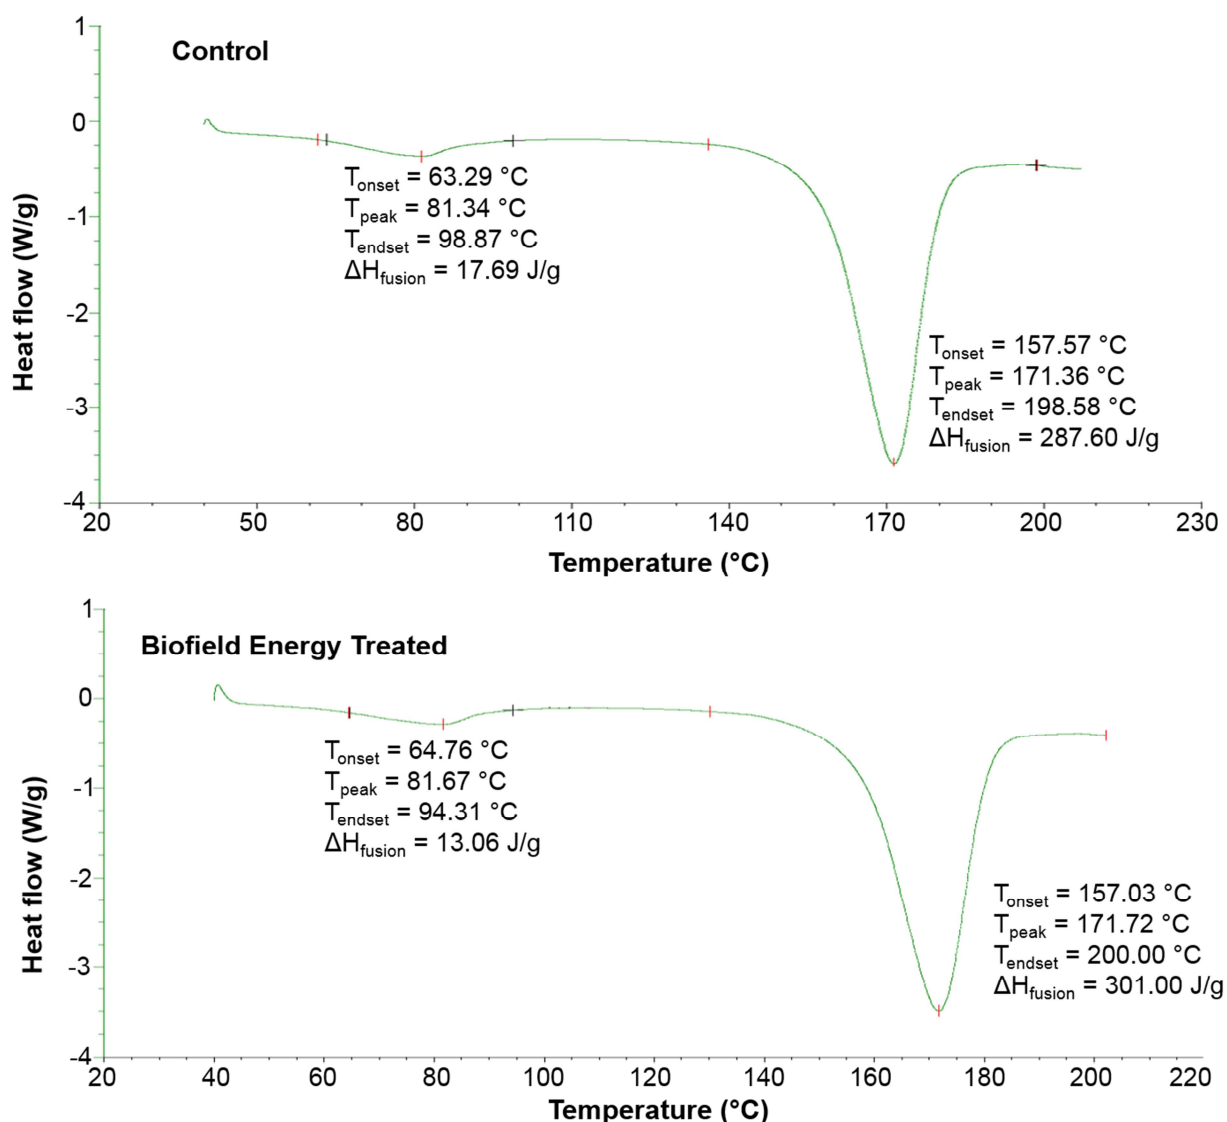 1
Control
0
T_onset = 63.29 °C
T_peak = 81.34 °C
T_endset = 98.87 °C
ΔH_fusion = 17.69 J/g
-1
-2
-3
-4
Heat flow (W/g)
T_onset = 157.57 °C
T_peak = 171.36 °C
T_endset = 198.58 °C
ΔH_fusion = 287.60 J/g
20 50 80 110 140 170 200 230
Temperature (°C)
1
Biofield Energy Treated
0
T_onset = 64.76 °C
T_peak = 81.67 °C
T_endset = 94.31 °C
ΔH_fusion = 13.06 J/g
-1
-2
-3
-4
Heat flow (W/g)
T_onset = 157.03 °C
T_peak = 171.72 °C
T_endset = 200.00 °C
ΔH_fusion = 301.00 J/g
20 40 60 80 100 120 140 160 180 200 220
Temperature (°C)